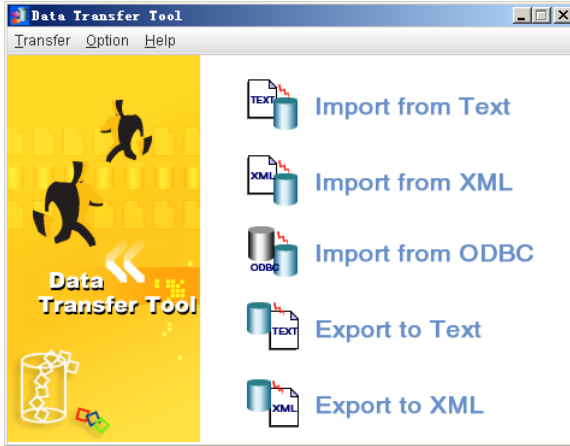 Data Transfer Tool
Transfer Option Help
TEXT
Import from Text
XML
Import from XML
ODBC
Import from ODBC
Data
Transfer Tool
TEXT
Export to Text
XML
Export to XML